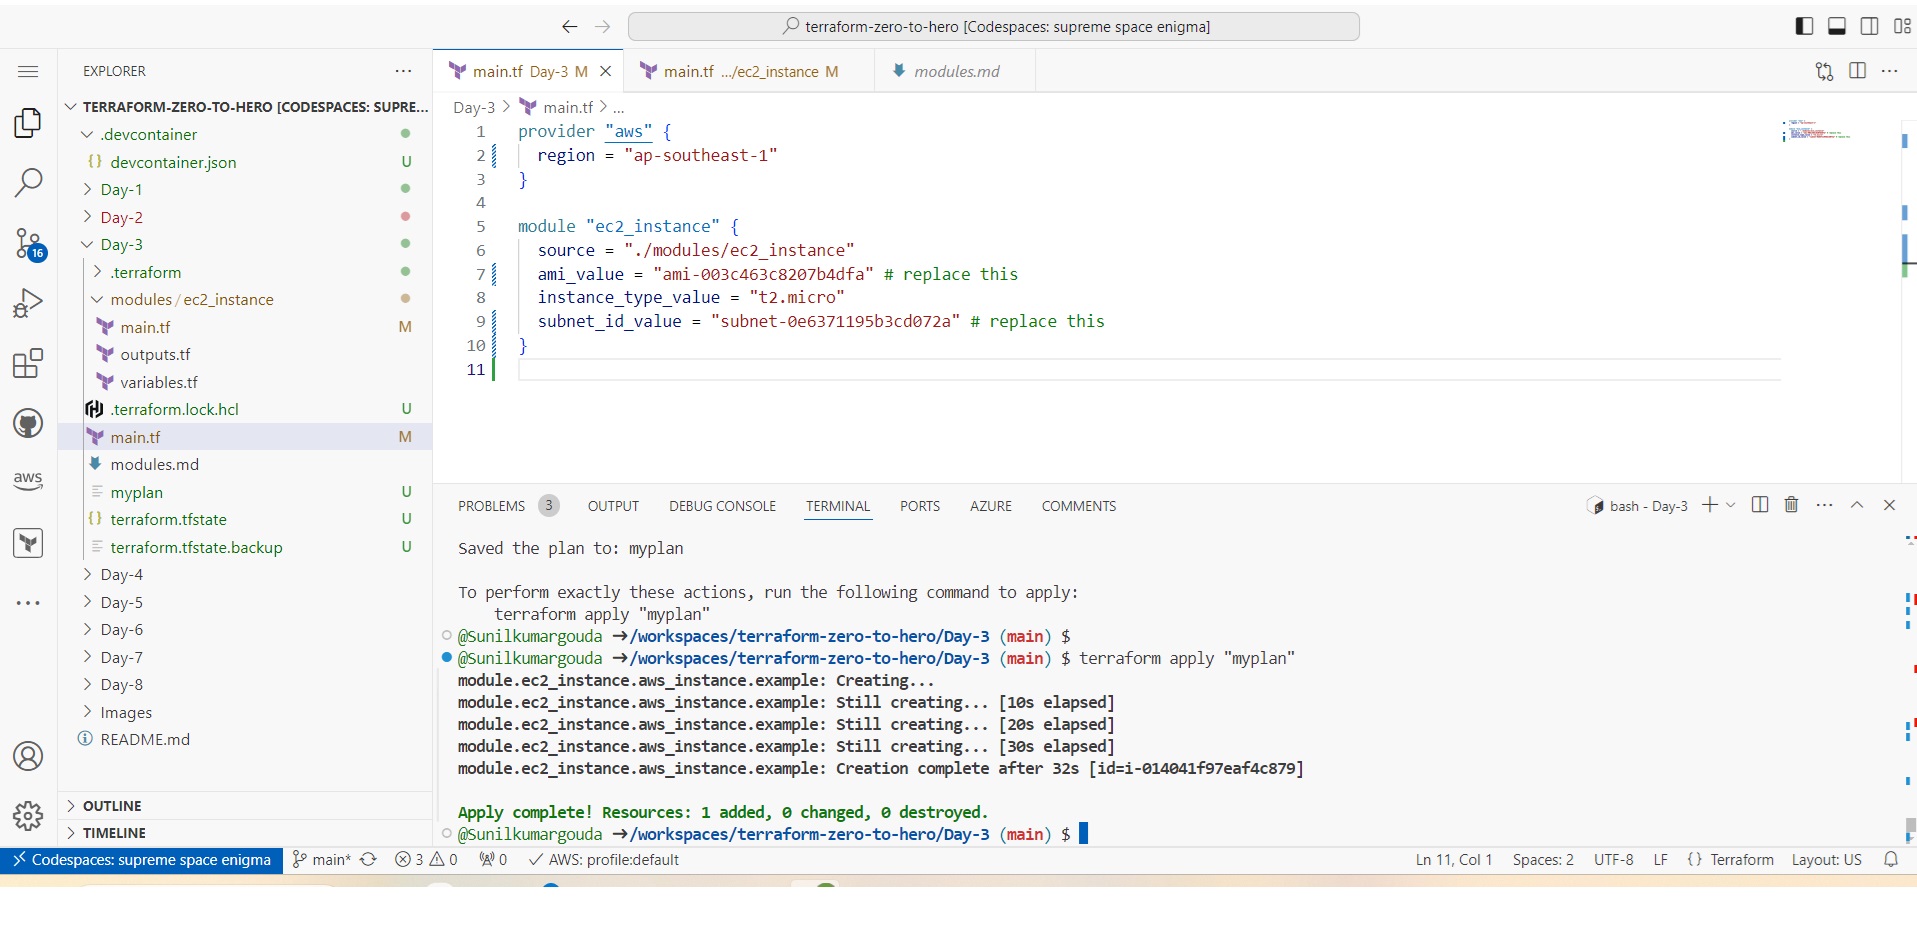 terraform-zero-to-hero [Codespaces: supreme space enigma]
EXPLORER
main.tf Day-3 M
main.tf .../ec2_instance M
modules.md
TERRAFORM-ZERO-TO-HERO [CODESPACES: SUPRE...
.devcontainer
{} devcontainer.json U
Day-1
Day-2
Day-3
.terraform
modules / ec2_instance
main.tf M
outputs.tf
variables.tf
.terraform.lock.hcl U
main.tf M
modules.md
myplan U
{} terraform.tfstate U
terraform.tfstate.backup U
Day-4
Day-5
Day-6
Day-7
Day-8
Images
README.md
OUTLINE
TIMELINE
16
aws
Day-3 > main.tf > ...
1 provider "aws" {
2 region = "ap-southeast-1"
3 }
4
5 module "ec2_instance" {
6 source = "./modules/ec2_instance"
7 ami_value = "ami-003c463c8207b4dfa" # replace this
8 instance_type_value = "t2.micro"
9 subnet_id_value = "subnet-0e6371195b3cd072a" # replace this
10 }
11
PROBLEMS 3 OUTPUT DEBUG CONSOLE TERMINAL PORTS AZURE COMMENTS
bash - Day-3
Saved the plan to: myplan
To perform exactly these actions, run the following command to apply:
terraform apply "myplan"
@Sunilkumargouda →/workspaces/terraform-zero-to-hero/Day-3 (main) $
@Sunilkumargouda →/workspaces/terraform-zero-to-hero/Day-3 (main) $ terraform apply "myplan"
module.ec2_instance.aws_instance.example: Creating...
module.ec2_instance.aws_instance.example: Still creating... [10s elapsed]
module.ec2_instance.aws_instance.example: Still creating... [20s elapsed]
module.ec2_instance.aws_instance.example: Still creating... [30s elapsed]
module.ec2_instance.aws_instance.example: Creation complete after 32s [id=i-014041f97eaf4c879]
Apply complete! Resources: 1 added, 0 changed, 0 destroyed.
@Sunilkumargouda →/workspaces/terraform-zero-to-hero/Day-3 (main) $
Codespaces: supreme space enigma main* 3 0 0 AWS: profile:default
Ln 11, Col 1 Spaces: 2 UTF-8 LF {} Terraform Layout: US